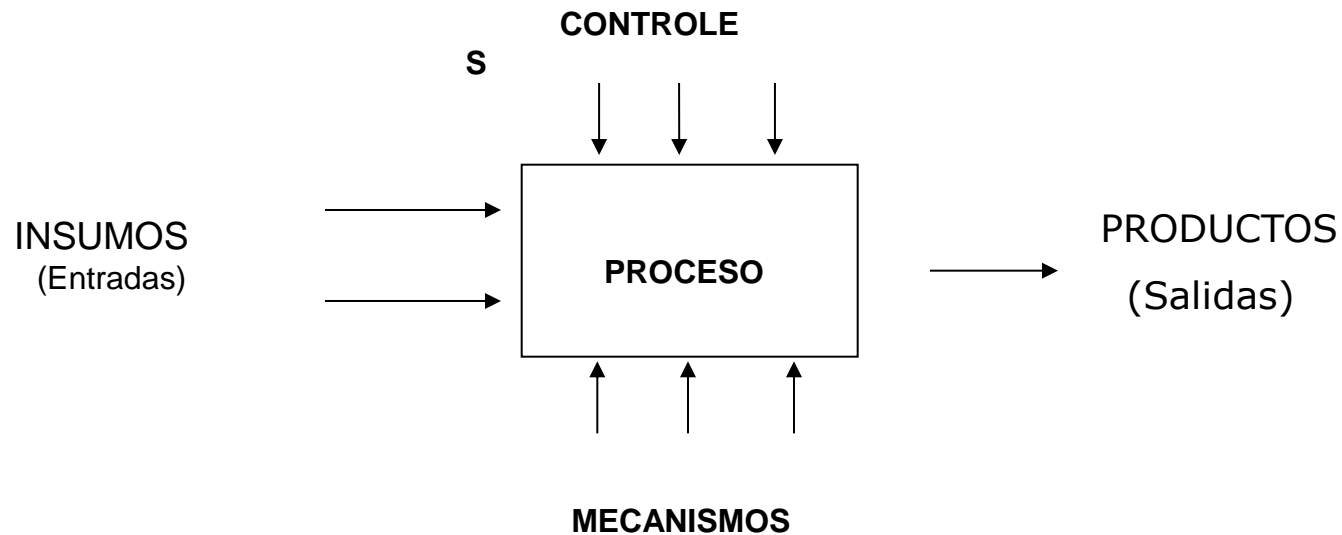 CONTROLE
S
INSUMOS
(Entradas)
PROCESO
PRODUCTOS
(Salidas)
MECANISMOS